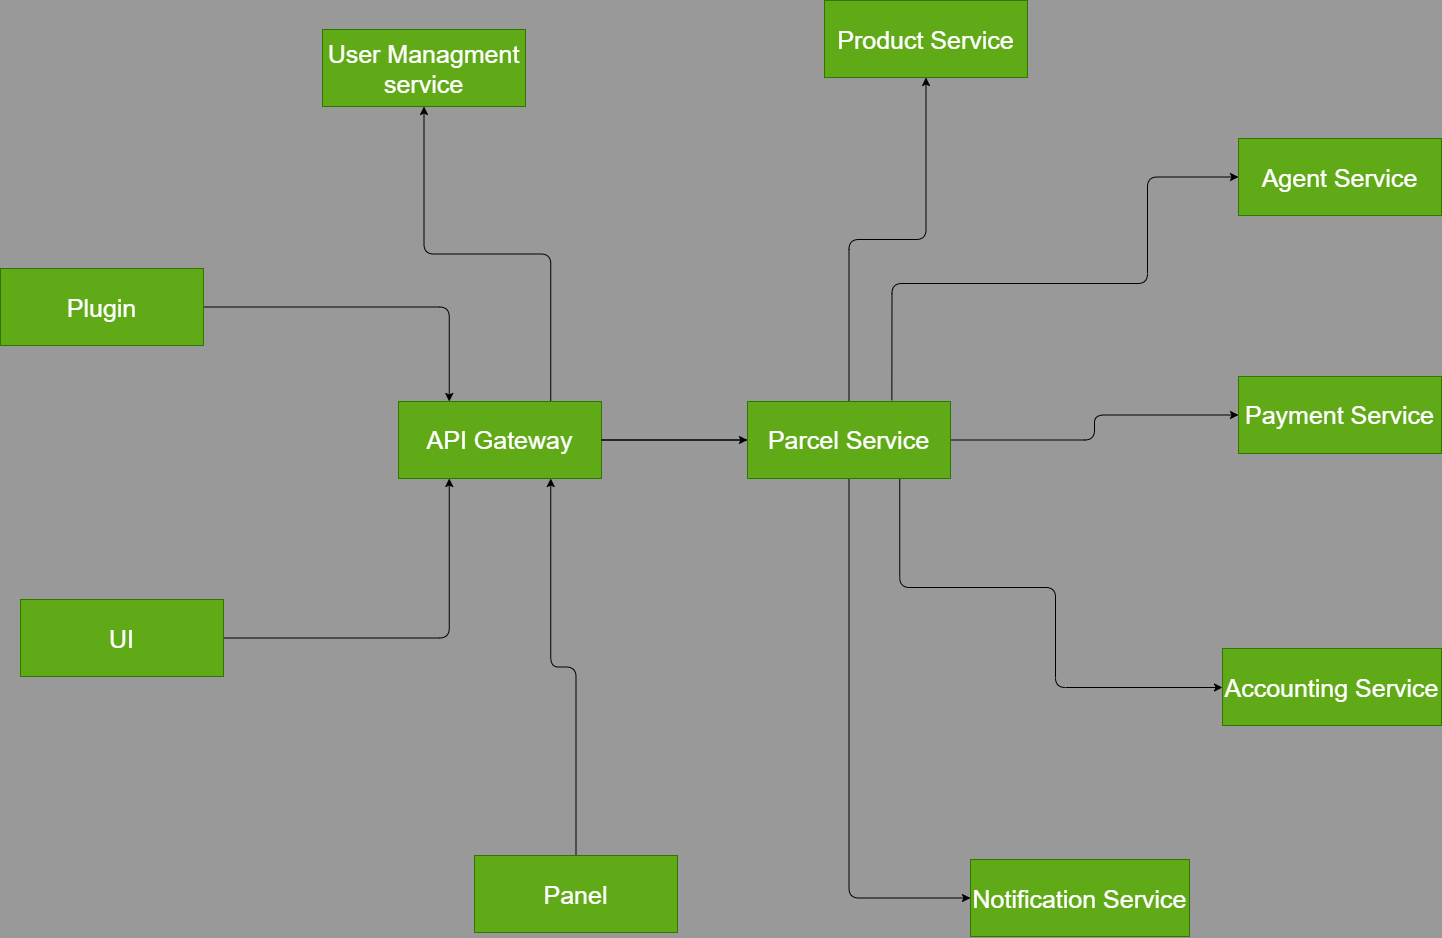 Product Service
User Managment
service
Agent Service
Plugin
API Gateway
Parcel Service
Payment Service
UI
Accounting Service
Panel
Notification Service